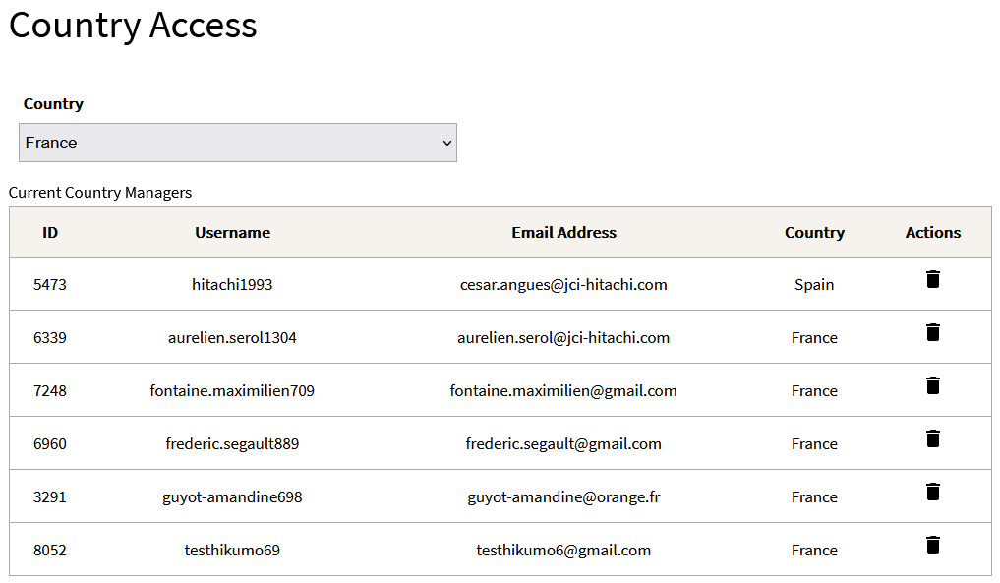 Country Access
Country
France
Current Country Managers
ID Username Email Address Country Actions
5473 hitachi1993 cesar.angues@jci-hitachi.com Spain
6339 aurelien.serol1304 aurelien.serol@jci-hitachi.com France
7248 fontaine.maximilien709 fontaine.maximilien@gmail.com France
6960 frederic.segault889 frederic.segault@gmail.com France
3291 guyot-amandine698 guyot-amandine@orange.fr France
8052 testhikumo69 testhikumo6@gmail.com France